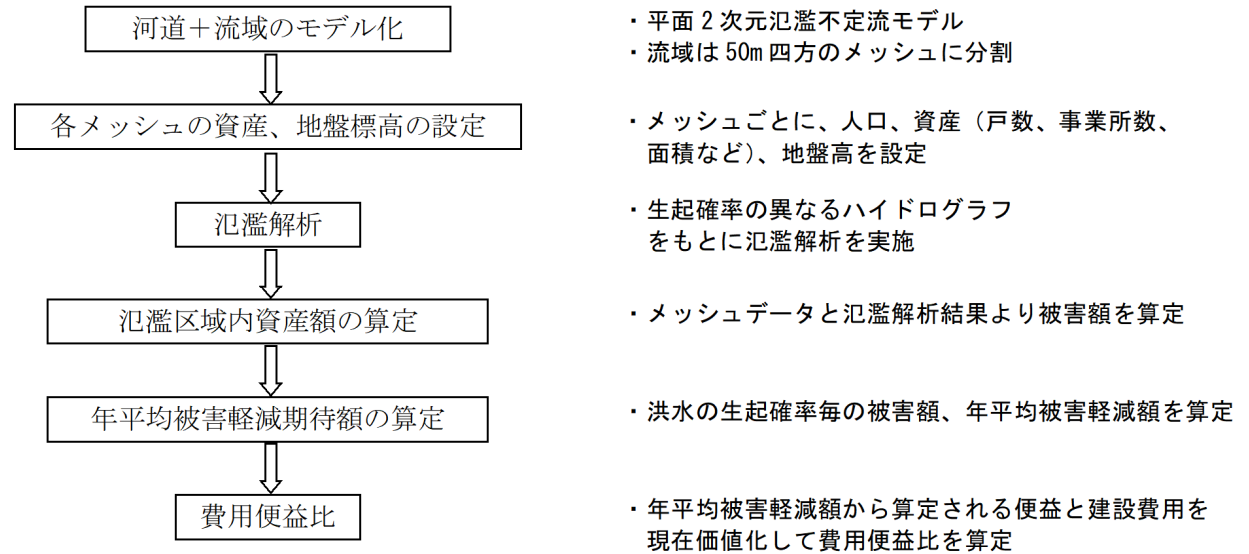 河道＋流域のモデル化
・平面２次元氾濫不定流モデル
・流域は 50m 四方のメッシュに分割
各メッシュの資産、地盤標高の設定
・メッシュごとに、人口、資産（戸数、事業所数、
面積など）、地盤高を設定
氾濫解析
・生起確率の異なるハイドログラフ
をもとに氾濫解析を実施
氾濫区域内資産額の算定
・メッシュデータと氾濫解析結果より被害額を算定
年平均被害軽減期待額の算定
・洪水の生起確率毎の被害額、年平均被害軽減額を算定
費用便益比
・年平均被害軽減額から算定される便益と建設費用を
現在価値化して費用便益比を算定